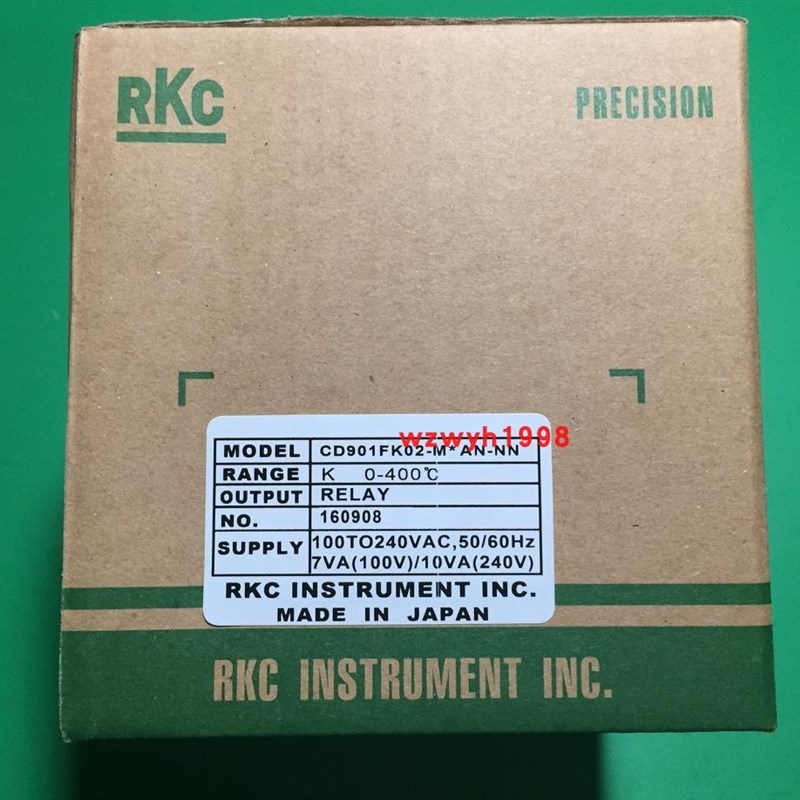 RKC
PRECISION
wzwyh1998
MODEL CD901FK02-M*AN-NN
RANGE K 0-400℃
OUTPUT RELAY
NO. 160908
SUPPLY 100TO240VAC,50/60Hz
7VA(100V)/10VA(240V)
RKC INSTRUMENT INC.
MADE IN JAPAN
RKC INSTRUMENT INC.